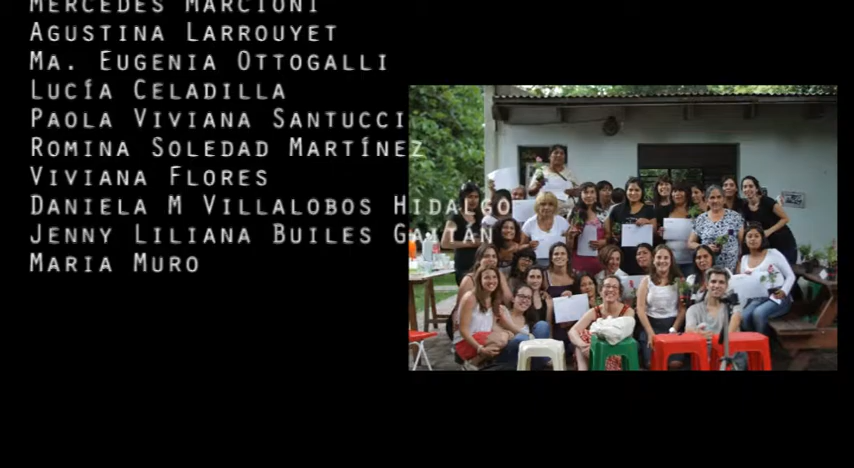 MERCEDES MARCIONI
AGUSTINA LARROUYET
MA. EUGENIA OTTOGALLI
LUCÍA CELADILLA
PAOLA VIVIANA SANTUCCI
ROMINA SOLEDAD MARTÍNEZ
VIVIANA FLORES
DANIELA M VILLALOBOS HIDALGO
JENNY LILIANA BUILES GAITÁN
MARIA MURO